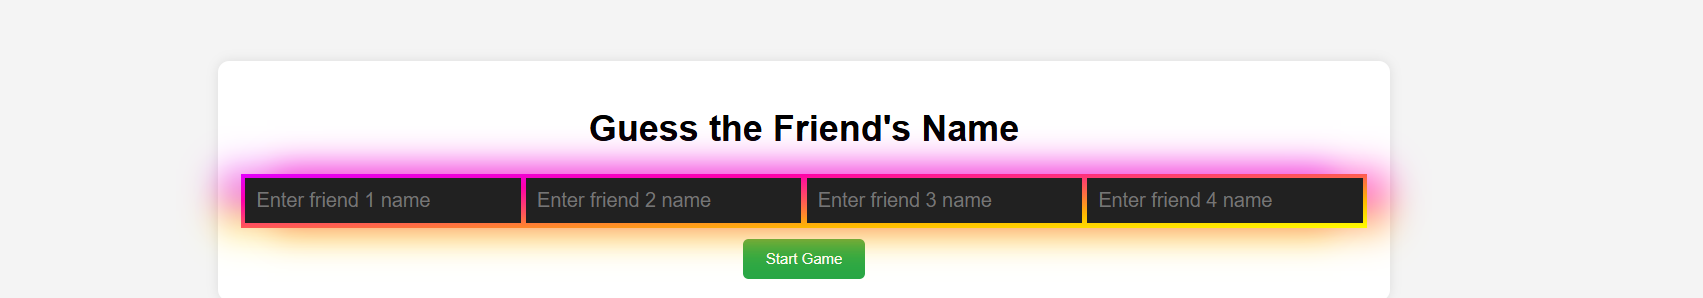 Guess the Friend's Name
Enter friend 1 name
Enter friend 2 name
Enter friend 3 name
Enter friend 4 name
Start Game